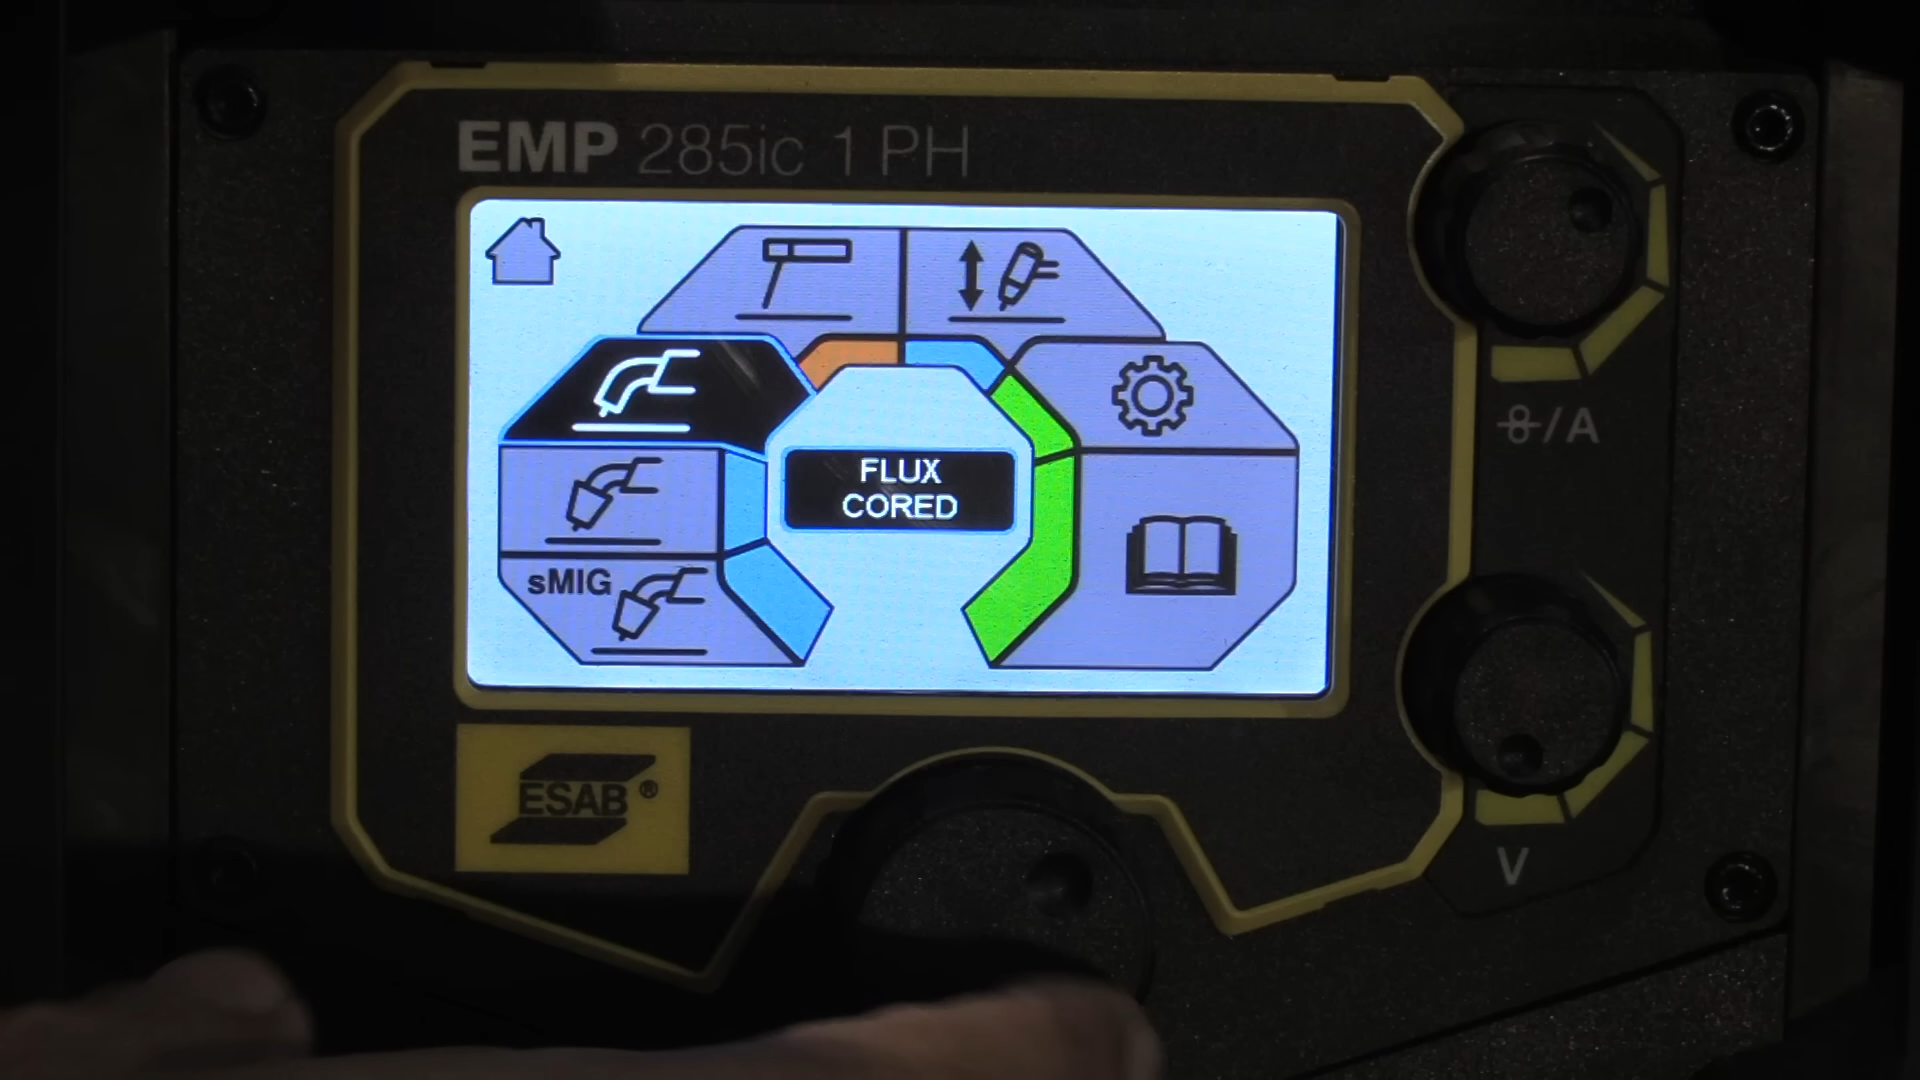 EMP 285ic 1 PH
FLUX
CORED
sMIG
ESAB®
/A
V